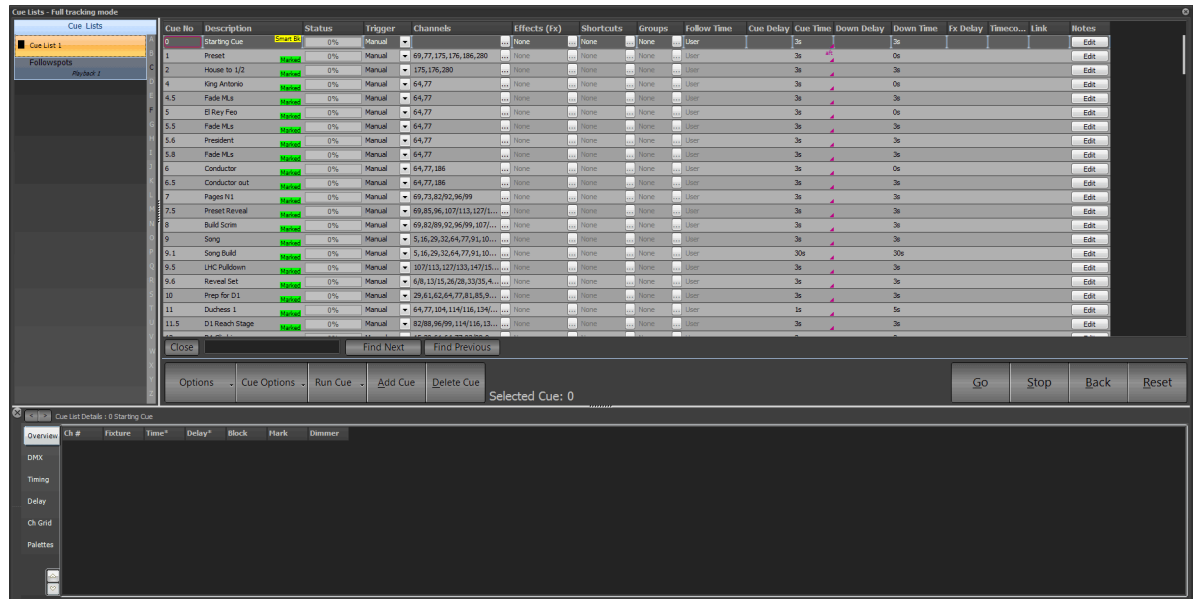 Cue Lists - Full tracking mode
Cue Lists
Cue List 1
Followspots
Playback 2
A
B
C
D
E
F
G
H
I
J
K
L
M
N
O
P
Q
R
S
T
U
V
W
X
Y
Z
Cue No Description Status Trigger Channels Effects (Fx) Shortcuts Groups Follow Time Cue Delay Cue Time Down Delay Down Time Fx Delay Timeco... Link Notes
0 Starting Cue Smart Bk 0% Manual ... None ... None ... None ... User 3s 3s Edit
1 Preset Marked 0% Manual 69,77,175,176,186,280 ... None ... None ... None ... User 3s 0s Edit
2 House to 1/2 Marked 0% Manual 175,176,280 ... None ... None ... None ... User 3s 3s Edit
4 King Antonio Marked 0% Manual 64,77 ... None ... None ... None ... User 3s 0s Edit
4.5 Fade MLs Marked 0% Manual 64,77 ... None ... None ... None ... User 3s 3s Edit
5 El Rey Feo Marked 0% Manual 64,77 ... None ... None ... None ... User 3s 0s Edit
5.5 Fade MLs Marked 0% Manual 64,77 ... None ... None ... None ... User 3s 3s Edit
5.6 President Marked 0% Manual 64,77 ... None ... None ... None ... User 3s 3s Edit
5.8 Fade MLs Marked 0% Manual 64,77 ... None ... None ... None ... User 3s 3s Edit
6 Conductor Marked 0% Manual 64,77,186 ... None ... None ... None ... User 3s 0s Edit
6.5 Conductor out Marked 0% Manual 64,77,186 ... None ... None ... None ... User 3s 3s Edit
7 Pages N1 Marked 0% Manual 69,73,82/92,96/99 ... None ... None ... None ... User 3s 3s Edit
7.5 Preset Reveal Marked 0% Manual 69,85,96,107/113,127/1... ... None ... None ... None ... User 3s 3s Edit
8 Build Scrim Marked 0% Manual 69,82/89,92,96/99,107/... ... None ... None ... None ... User 3s 3s Edit
9 Song Marked 0% Manual 5,16,29,32,64,77,91,10... ... None ... None ... None ... User 3s 3s Edit
9.1 Song Build Marked 0% Manual 5,16,29,32,64,77,91,10... ... None ... None ... None ... User 30s 30s Edit
9.5 LHC Pulldown Marked 0% Manual 107/113,127/133,147/15... ... None ... None ... None ... User 3s 3s Edit
9.6 Reveal Set Marked 0% Manual 6/8,13/15,26/28,33/35,4... ... None ... None ... None ... User 3s 3s Edit
10 Prep for D1 Marked 0% Manual 29,61,62,64,77,81,85,9... ... None ... None ... None ... User 3s 3s Edit
11 Duchess 1 Marked 0% Manual 64,77,104,114/116,134/... ... None ... None ... None ... User 1s 5s Edit
11.5 D1 Reach Stage Marked 0% Manual 82/88,96/99,114/116,13... ... None ... None ... None ... User 3s 3s Edit
Close Find Next Find Previous
Options Cue Options Run Cue Add Cue Delete Cue Selected Cue: 0 Go Stop Back Reset
< > Cue List Details : 0 Starting Cue
Overview Ch # Fixture Time* Delay* Block Mark Dimmer
DMX
Timing
Delay
Ch Grid
Palettes